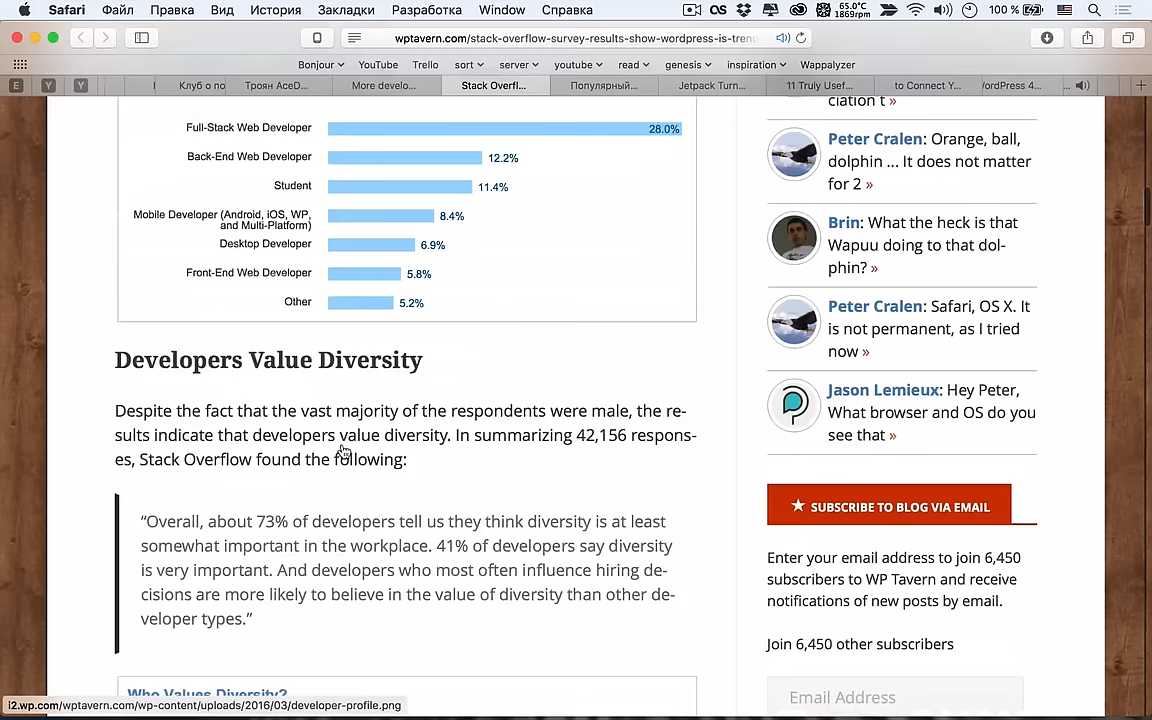 Safari Файл Правка Вид История Закладки Разработка Window Справка
65.0°C
1869rpm
100 %
wptavern.com/stack-overflow-survey-results-show-wordpress-is-tren
Bonjour YouTube Trello sort server youtube read genesis inspiration Wappalyzer
Клуб о по Троян AceD... More develo... Stack Overfl... Популярный... Jetpack Turn... 11 Truly Usef... to Connect Y... WordPress 4...
Full-Stack Web Developer 28.0%
Back-End Web Developer 12.2%
Student 11.4%
Mobile Developer (Android, iOS, WP,
and Multi-Platform) 8.4%
Desktop Developer 6.9%
Front-End Web Developer 5.8%
Other 5.2%
Developers Value Diversity
Despite the fact that the vast majority of the respondents were male, the re-
sults indicate that developers value diversity. In summarizing 42,156 respons-
es, Stack Overflow found the following:
“Overall, about 73% of developers tell us they think diversity is at least
somewhat important in the workplace. 41% of developers say diversity
is very important. And developers who most often influence hiring de-
cisions are more likely to believe in the value of diversity than other de-
veloper types.”
Who Values Diversity?
i2.wp.com/wptavern.com/wp-content/uploads/2016/03/developer-profile.png
ciation t »
Peter Cralen: Orange, ball,
dolphin ... It does not matter
for 2 »
Brin: What the heck is that
Wapuu doing to that dol-
phin? »
Peter Cralen: Safari, OS X. It
is not permanent, as I tried
now »
Jason Lemieux: Hey Peter,
What browser and OS do you
see that »
★ SUBSCRIBE TO BLOG VIA EMAIL
Enter your email address to join 6,450
subscribers to WP Tavern and receive
notifications of new posts by email.
Join 6,450 other subscribers
Email Address